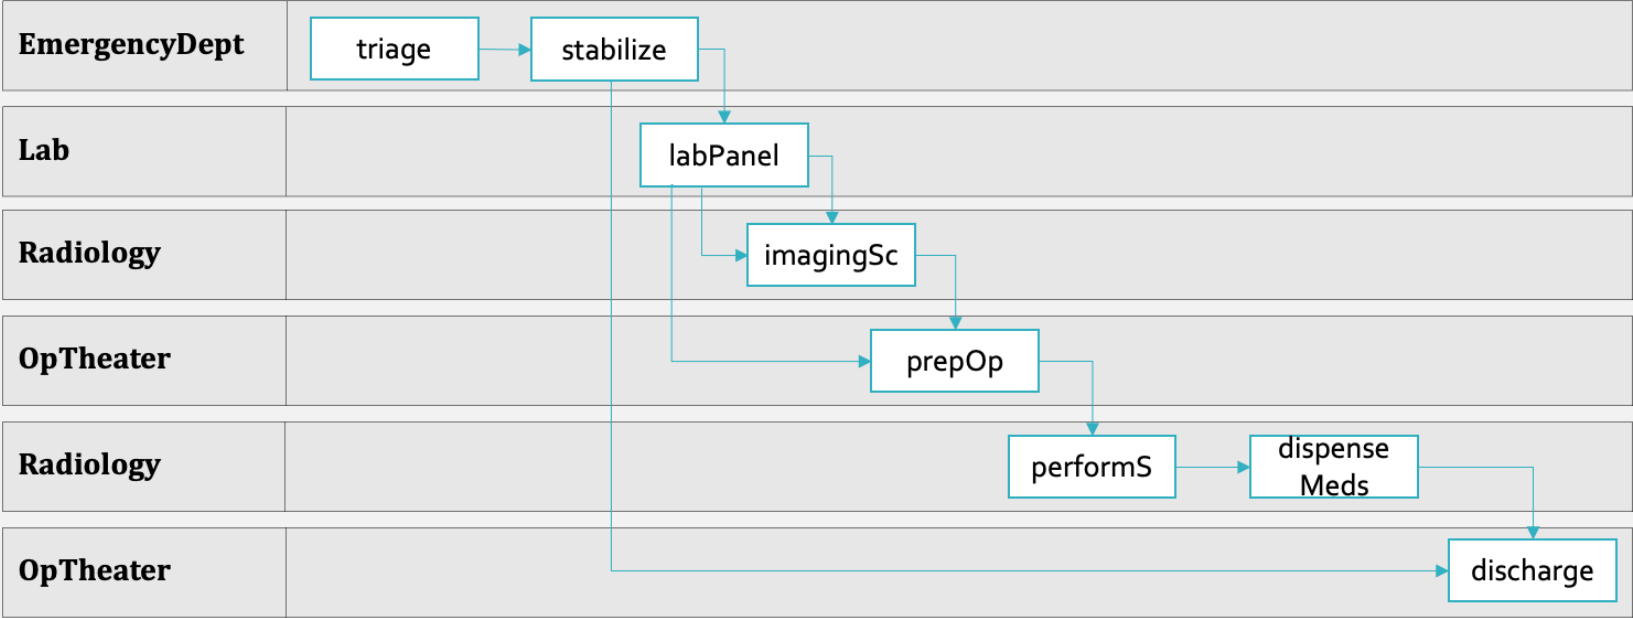 EmergencyDept
triage
stabilize
Lab
labPanel
Radiology
imagingSc
OpTheater
prepOp
Radiology
performS
dispense
Meds
OpTheater
discharge